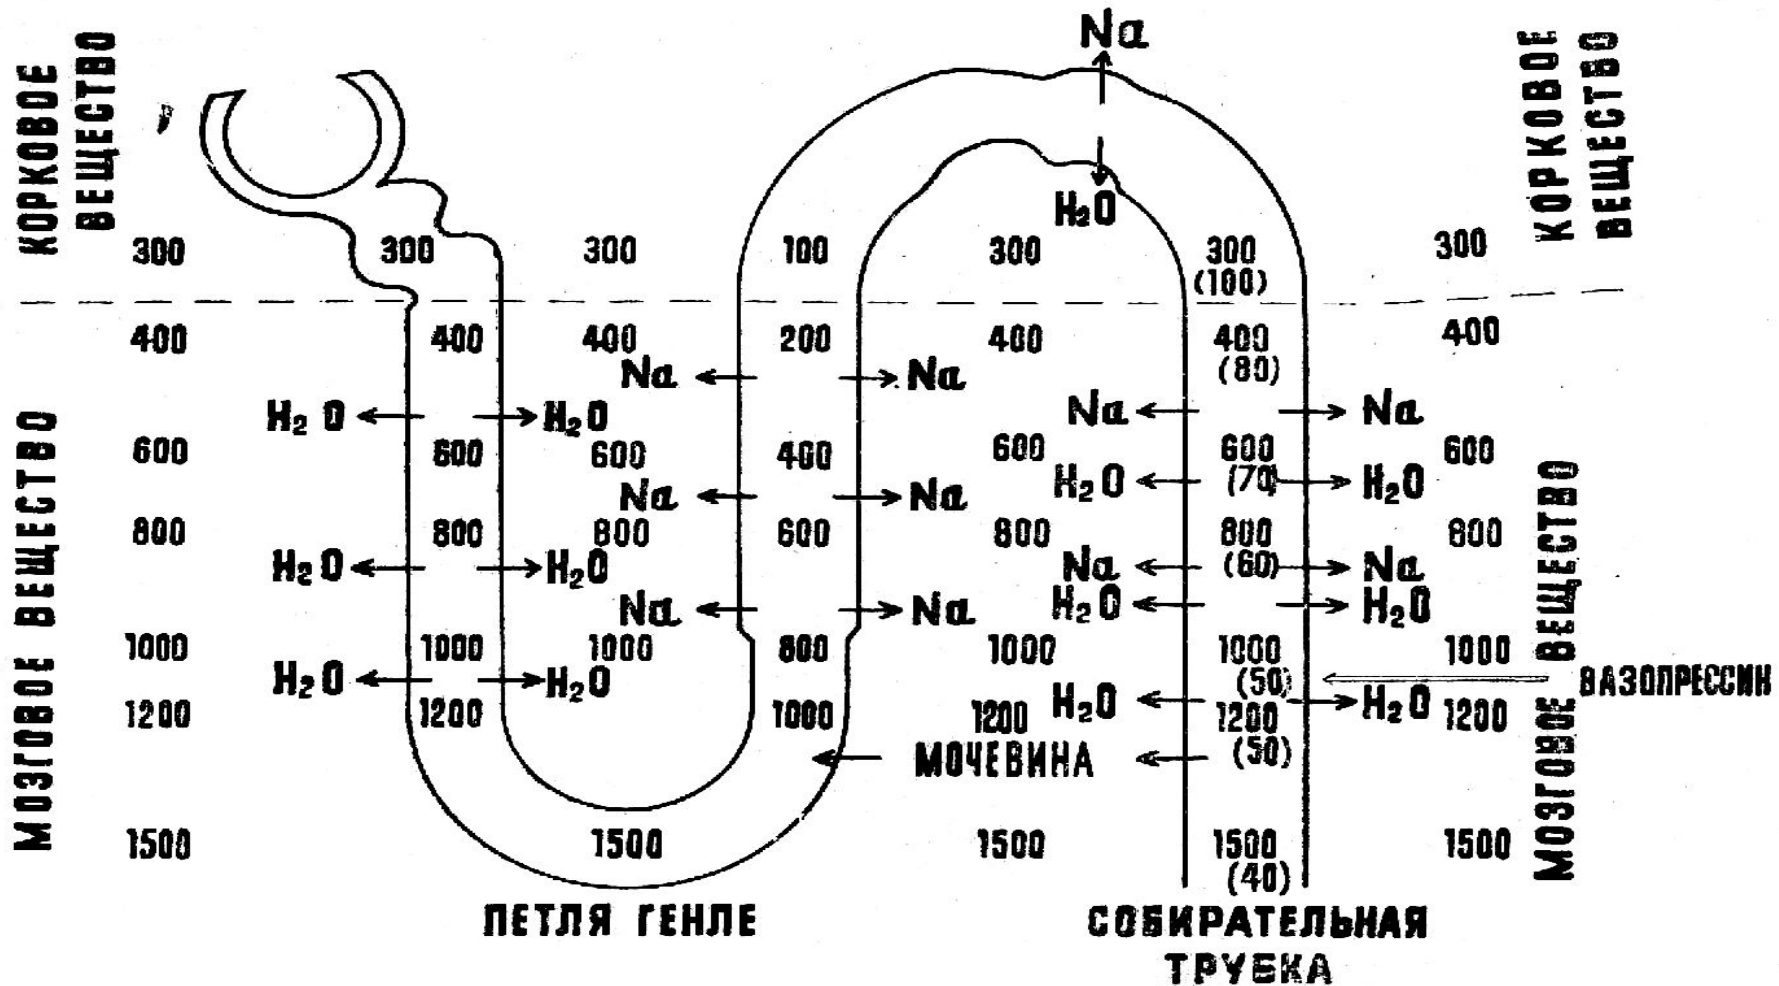 КОРКОВОЕ
ВЕЩЕСТВО
Na
КОРКОВОЕ
ВЕЩЕСТВО
H₂O
300 300 300 100 300 300 300
(100)
400 400 400 200 400 400 400
(80)
Na Na
Na Na
H₂O H₂O
600 600 600 400 600 600 600
(70)
H₂O H₂O
Na Na
800 800 800 600 800 800 800
(60)
H₂O H₂O
Na Na
H₂O H₂O
Na Na
1000 1000 1000 800 1000 1000 1000
(50)
H₂O H₂O
ВАЗОПРЕССИН
H₂O H₂O
1200 1200 1000 1200 1200 1200
(50)
МОЧЕВИНА
1500 1500 1500 1500 1500
(40)
МОЗГОВОЕ ВЕЩЕСТВО
МОЗГОВОЕ ВЕЩЕСТВО
ПЕТЛЯ ГЕНЛЕ
СОБИРАТЕЛЬНАЯ
ТРУБКА